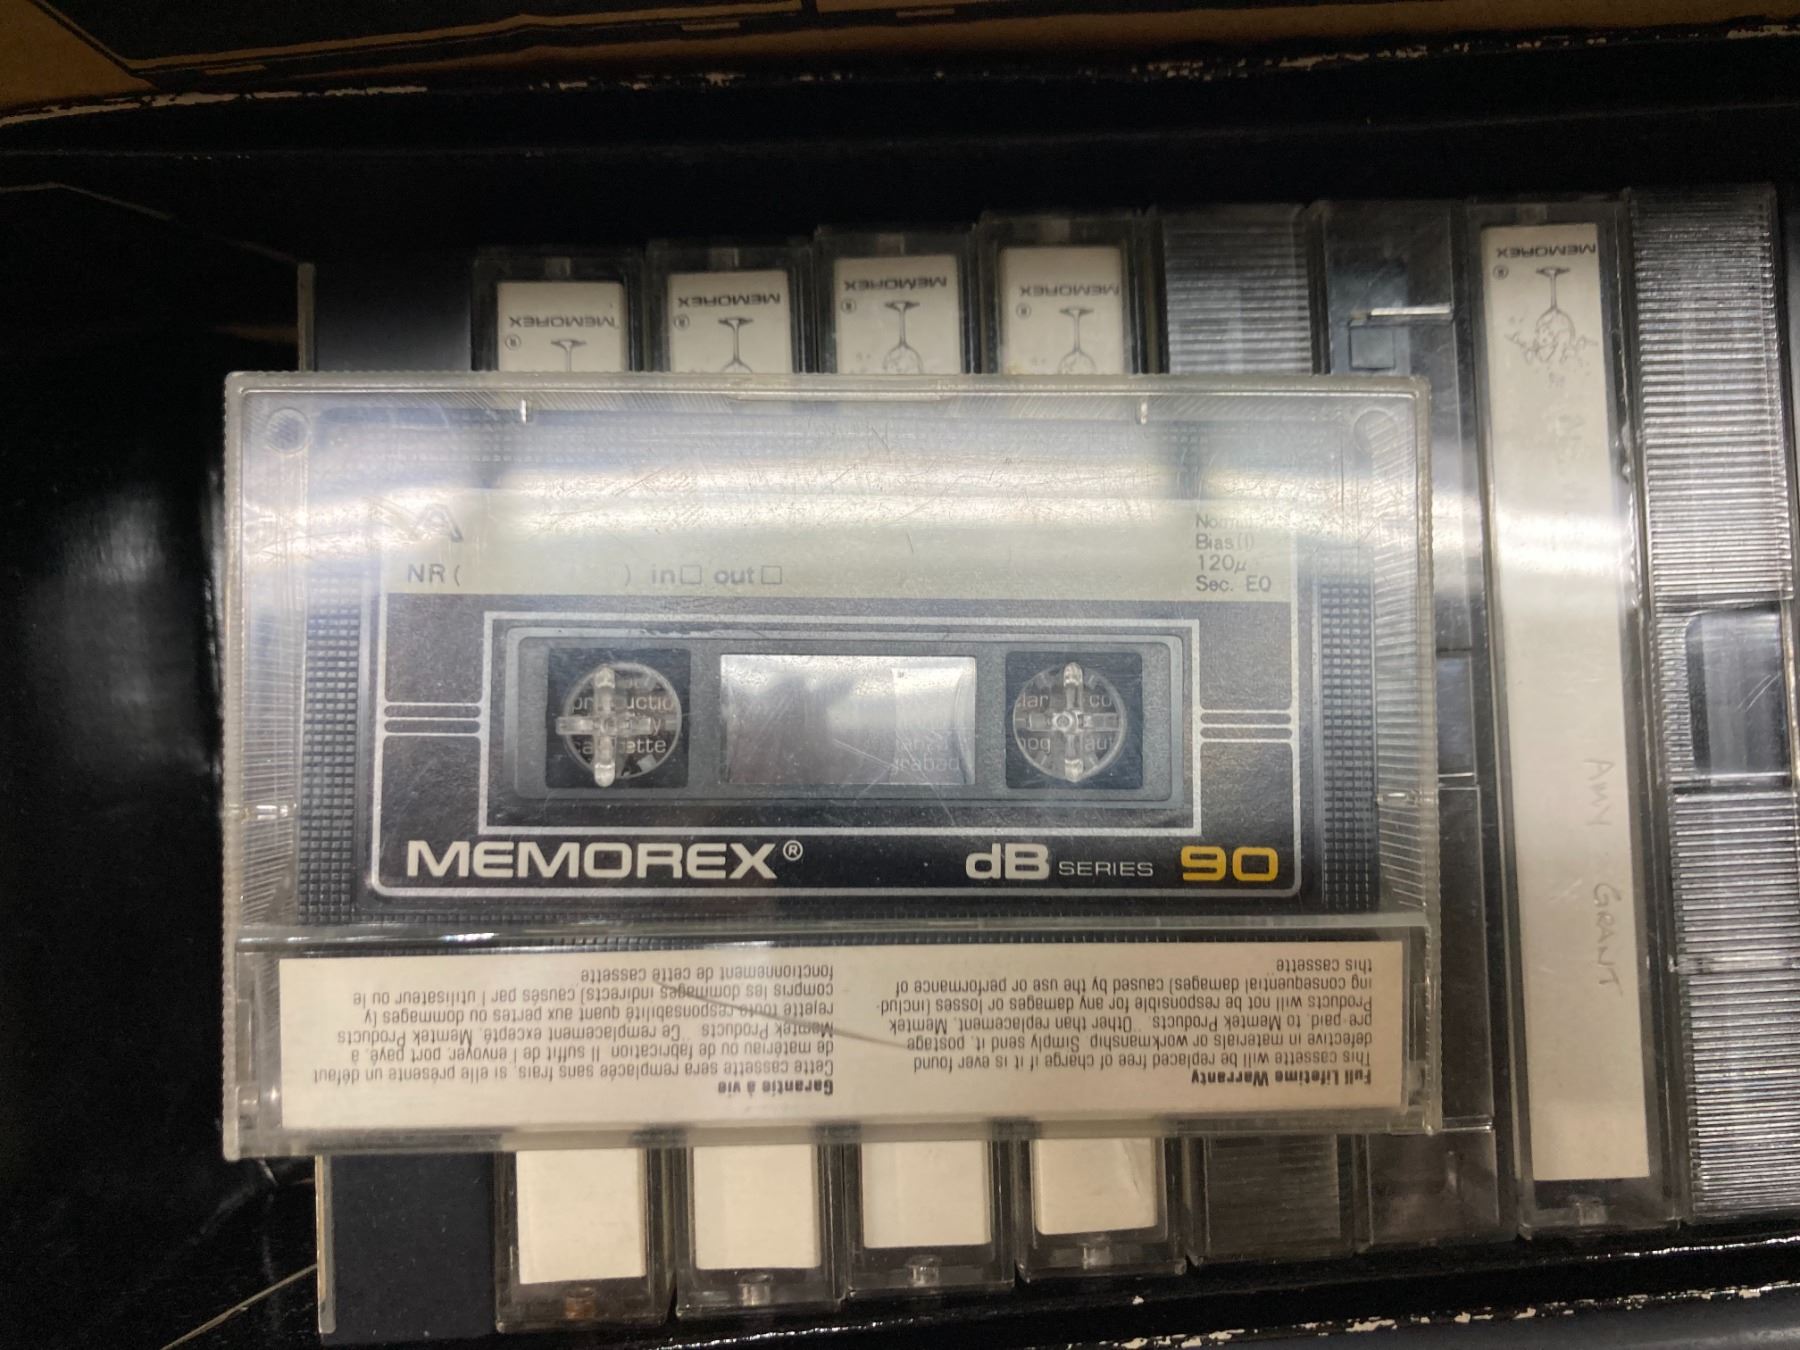 MEMOREX
®
MEMOREX
®
MEMOREX
®
MEMOREX
®
MEMOREX
®
A
Normal
Bias (I)
120µ
Sec. EQ
NR ( ) in☐ out☐
MEMOREX® dB SERIES 90
AMY GRANT
Full Lifetime Warranty
This cassette will be replaced free of charge if it is ever found
defective in materials or workmanship. Simply send it, postage
pre-paid, to Memtek Products. "Other than replacement, Memtek
Products will not be responsible for any damages or losses (includ-
ing consequential damages) caused by the use or performance of
this cassette."
Garantie à vie
Cette cassette sera remplacée sans frais, si elle présente un défaut
de matériau ou de fabrication. Il suffit de l'envoyer, port payé, à
Memtek Products. "Ce remplacement excepté, Memtek Products
rejette toute responsabilité quant aux pertes ou dommages (y
compris les dommages indirects) causés par l'utilisateur ou le
fonctionnement de cette cassette.